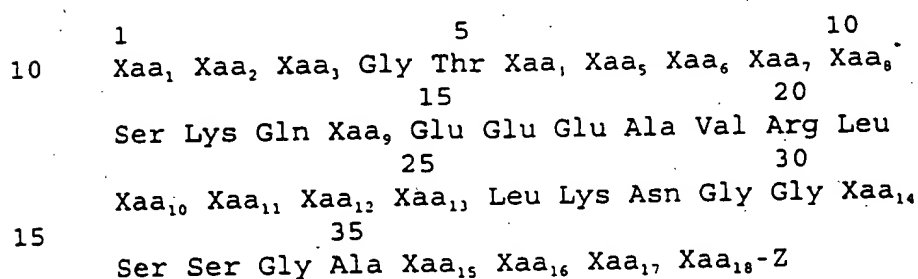 1 5 10
10 Xaa₁ Xaa₂ Xaa₃ Gly Thr Xaa₁ Xaa₅ Xaa₆ Xaa₇ Xaa₈
15 20
Ser Lys Gln Xaa₉ Glu Glu Glu Ala Val Arg Leu
25 30
Xaa₁₀ Xaa₁₁ Xaa₁₂ Xaa₁₃ Leu Lys Asn Gly Gly Xaa₁₄
15 35
Ser Ser Gly Ala Xaa₁₅ Xaa₁₆ Xaa₁₇ Xaa₁₈-Z